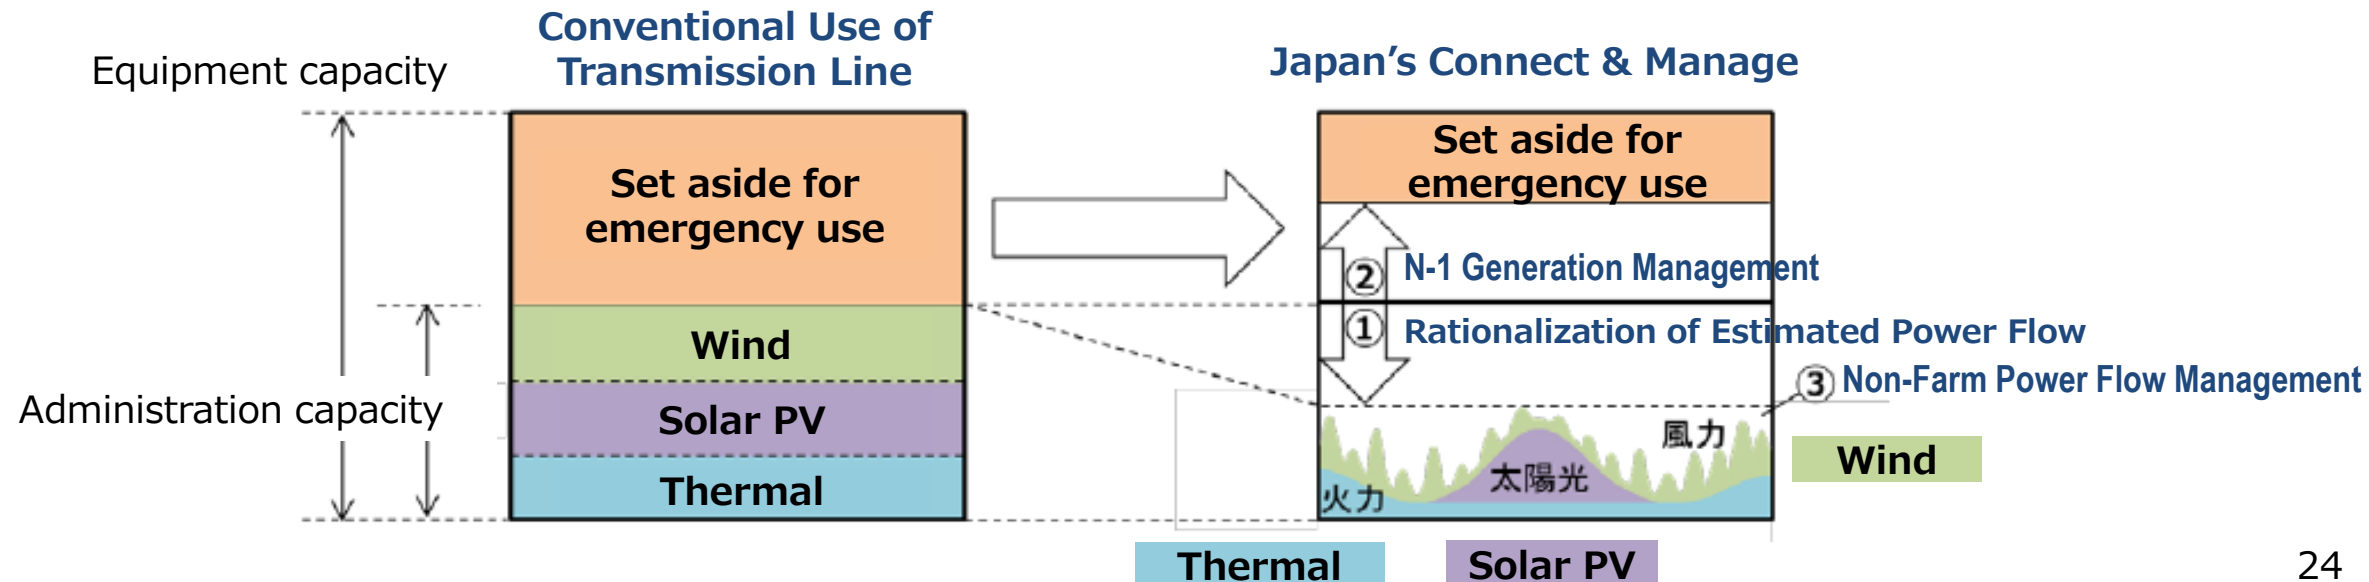 Conventional Use of
Transmission Line
Japan’s Connect & Manage
Equipment capacity
Administration capacity
Set aside for
emergency use
Wind
Solar PV
Thermal
Set aside for
emergency use
② N-1 Generation Management
① Rationalization of Estimated Power Flow
③ Non-Farm Power Flow Management
風力
太陽光
火力
Wind
Thermal
Solar PV
24